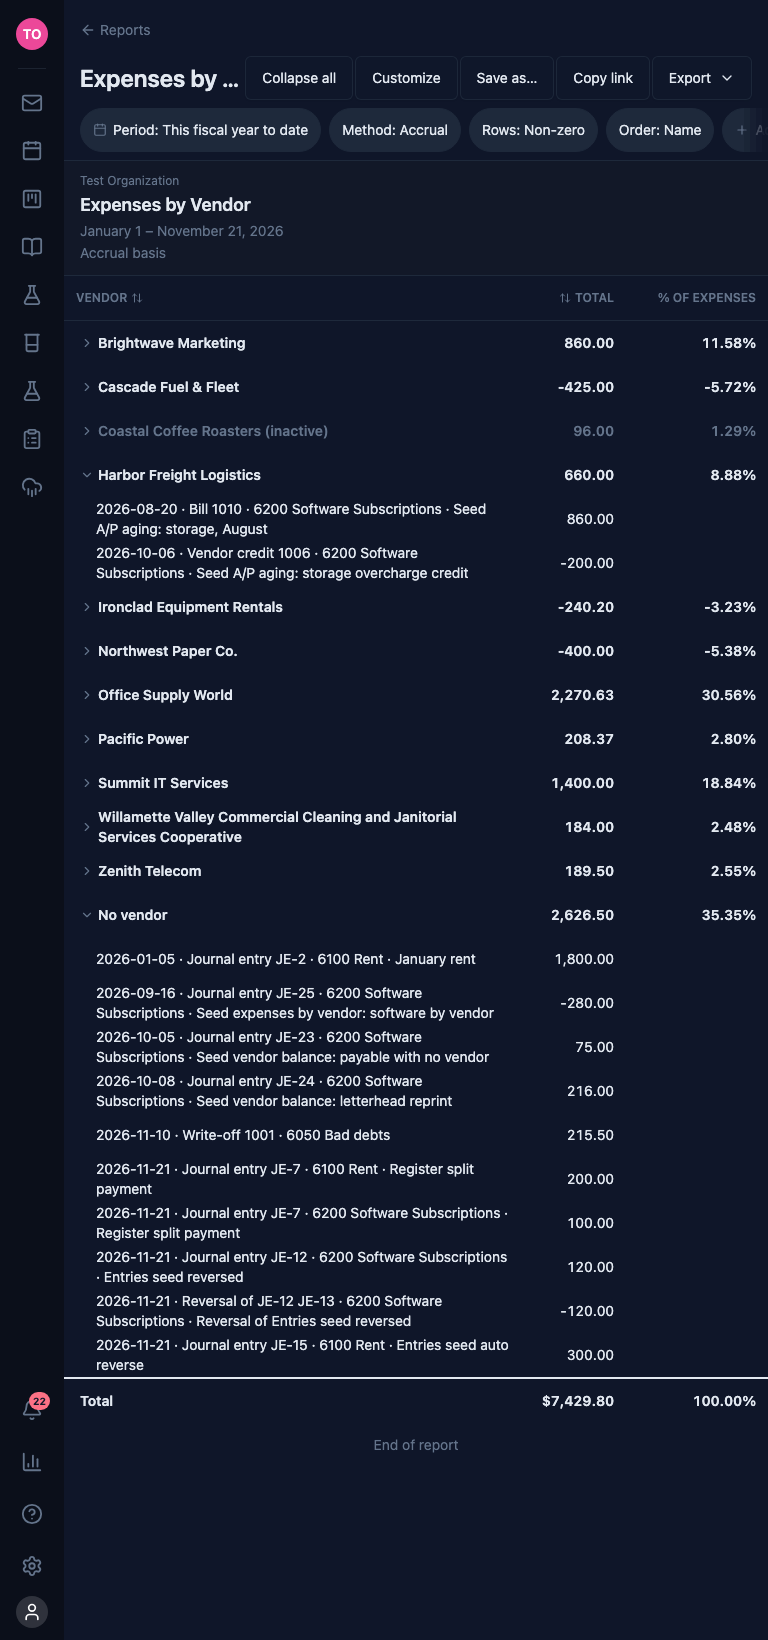 TO
Reports
Expenses by ...
Collapse all
Customize
Save as...
Copy link
Export
Period: This fiscal year to date
Method: Accrual
Rows: Non-zero
Order: Name
+
Test Organization
Expenses by Vendor
January 1 – November 21, 2026
Accrual basis
VENDOR TOTAL % OF EXPENSES
Brightwave Marketing 860.00 11.58%
Cascade Fuel & Fleet -425.00 -5.72%
Coastal Coffee Roasters (inactive) 96.00 1.29%
Harbor Freight Logistics 660.00 8.88%
2026-08-20 · Bill 1010 · 6200 Software Subscriptions · Seed
A/P aging: storage, August 860.00
2026-10-06 · Vendor credit 1006 · 6200 Software
Subscriptions · Seed A/P aging: storage overcharge credit -200.00
Ironclad Equipment Rentals -240.20 -3.23%
Northwest Paper Co. -400.00 -5.38%
Office Supply World 2,270.63 30.56%
Pacific Power 208.37 2.80%
Summit IT Services 1,400.00 18.84%
Willamette Valley Commercial Cleaning and Janitorial
Services Cooperative 184.00 2.48%
Zenith Telecom 189.50 2.55%
No vendor 2,626.50 35.35%
2026-01-05 · Journal entry JE-2 · 6100 Rent · January rent 1,800.00
2026-09-16 · Journal entry JE-25 · 6200 Software
Subscriptions · Seed expenses by vendor: software by vendor -280.00
2026-10-05 · Journal entry JE-23 · 6200 Software
Subscriptions · Seed vendor balance: payable with no vendor 75.00
2026-10-08 · Journal entry JE-24 · 6200 Software
Subscriptions · Seed vendor balance: letterhead reprint 216.00
2026-11-10 · Write-off 1001 · 6050 Bad debts 215.50
2026-11-21 · Journal entry JE-7 · 6100 Rent · Register split
payment 200.00
2026-11-21 · Journal entry JE-7 · 6200 Software Subscriptions ·
Register split payment 100.00
2026-11-21 · Journal entry JE-12 · 6200 Software Subscriptions
· Entries seed reversed 120.00
2026-11-21 · Reversal of JE-12 JE-13 · 6200 Software
Subscriptions · Reversal of Entries seed reversed -120.00
2026-11-21 · Journal entry JE-15 · 6100 Rent · Entries seed auto
reverse 300.00
Total $7,429.80 100.00%
End of report
22